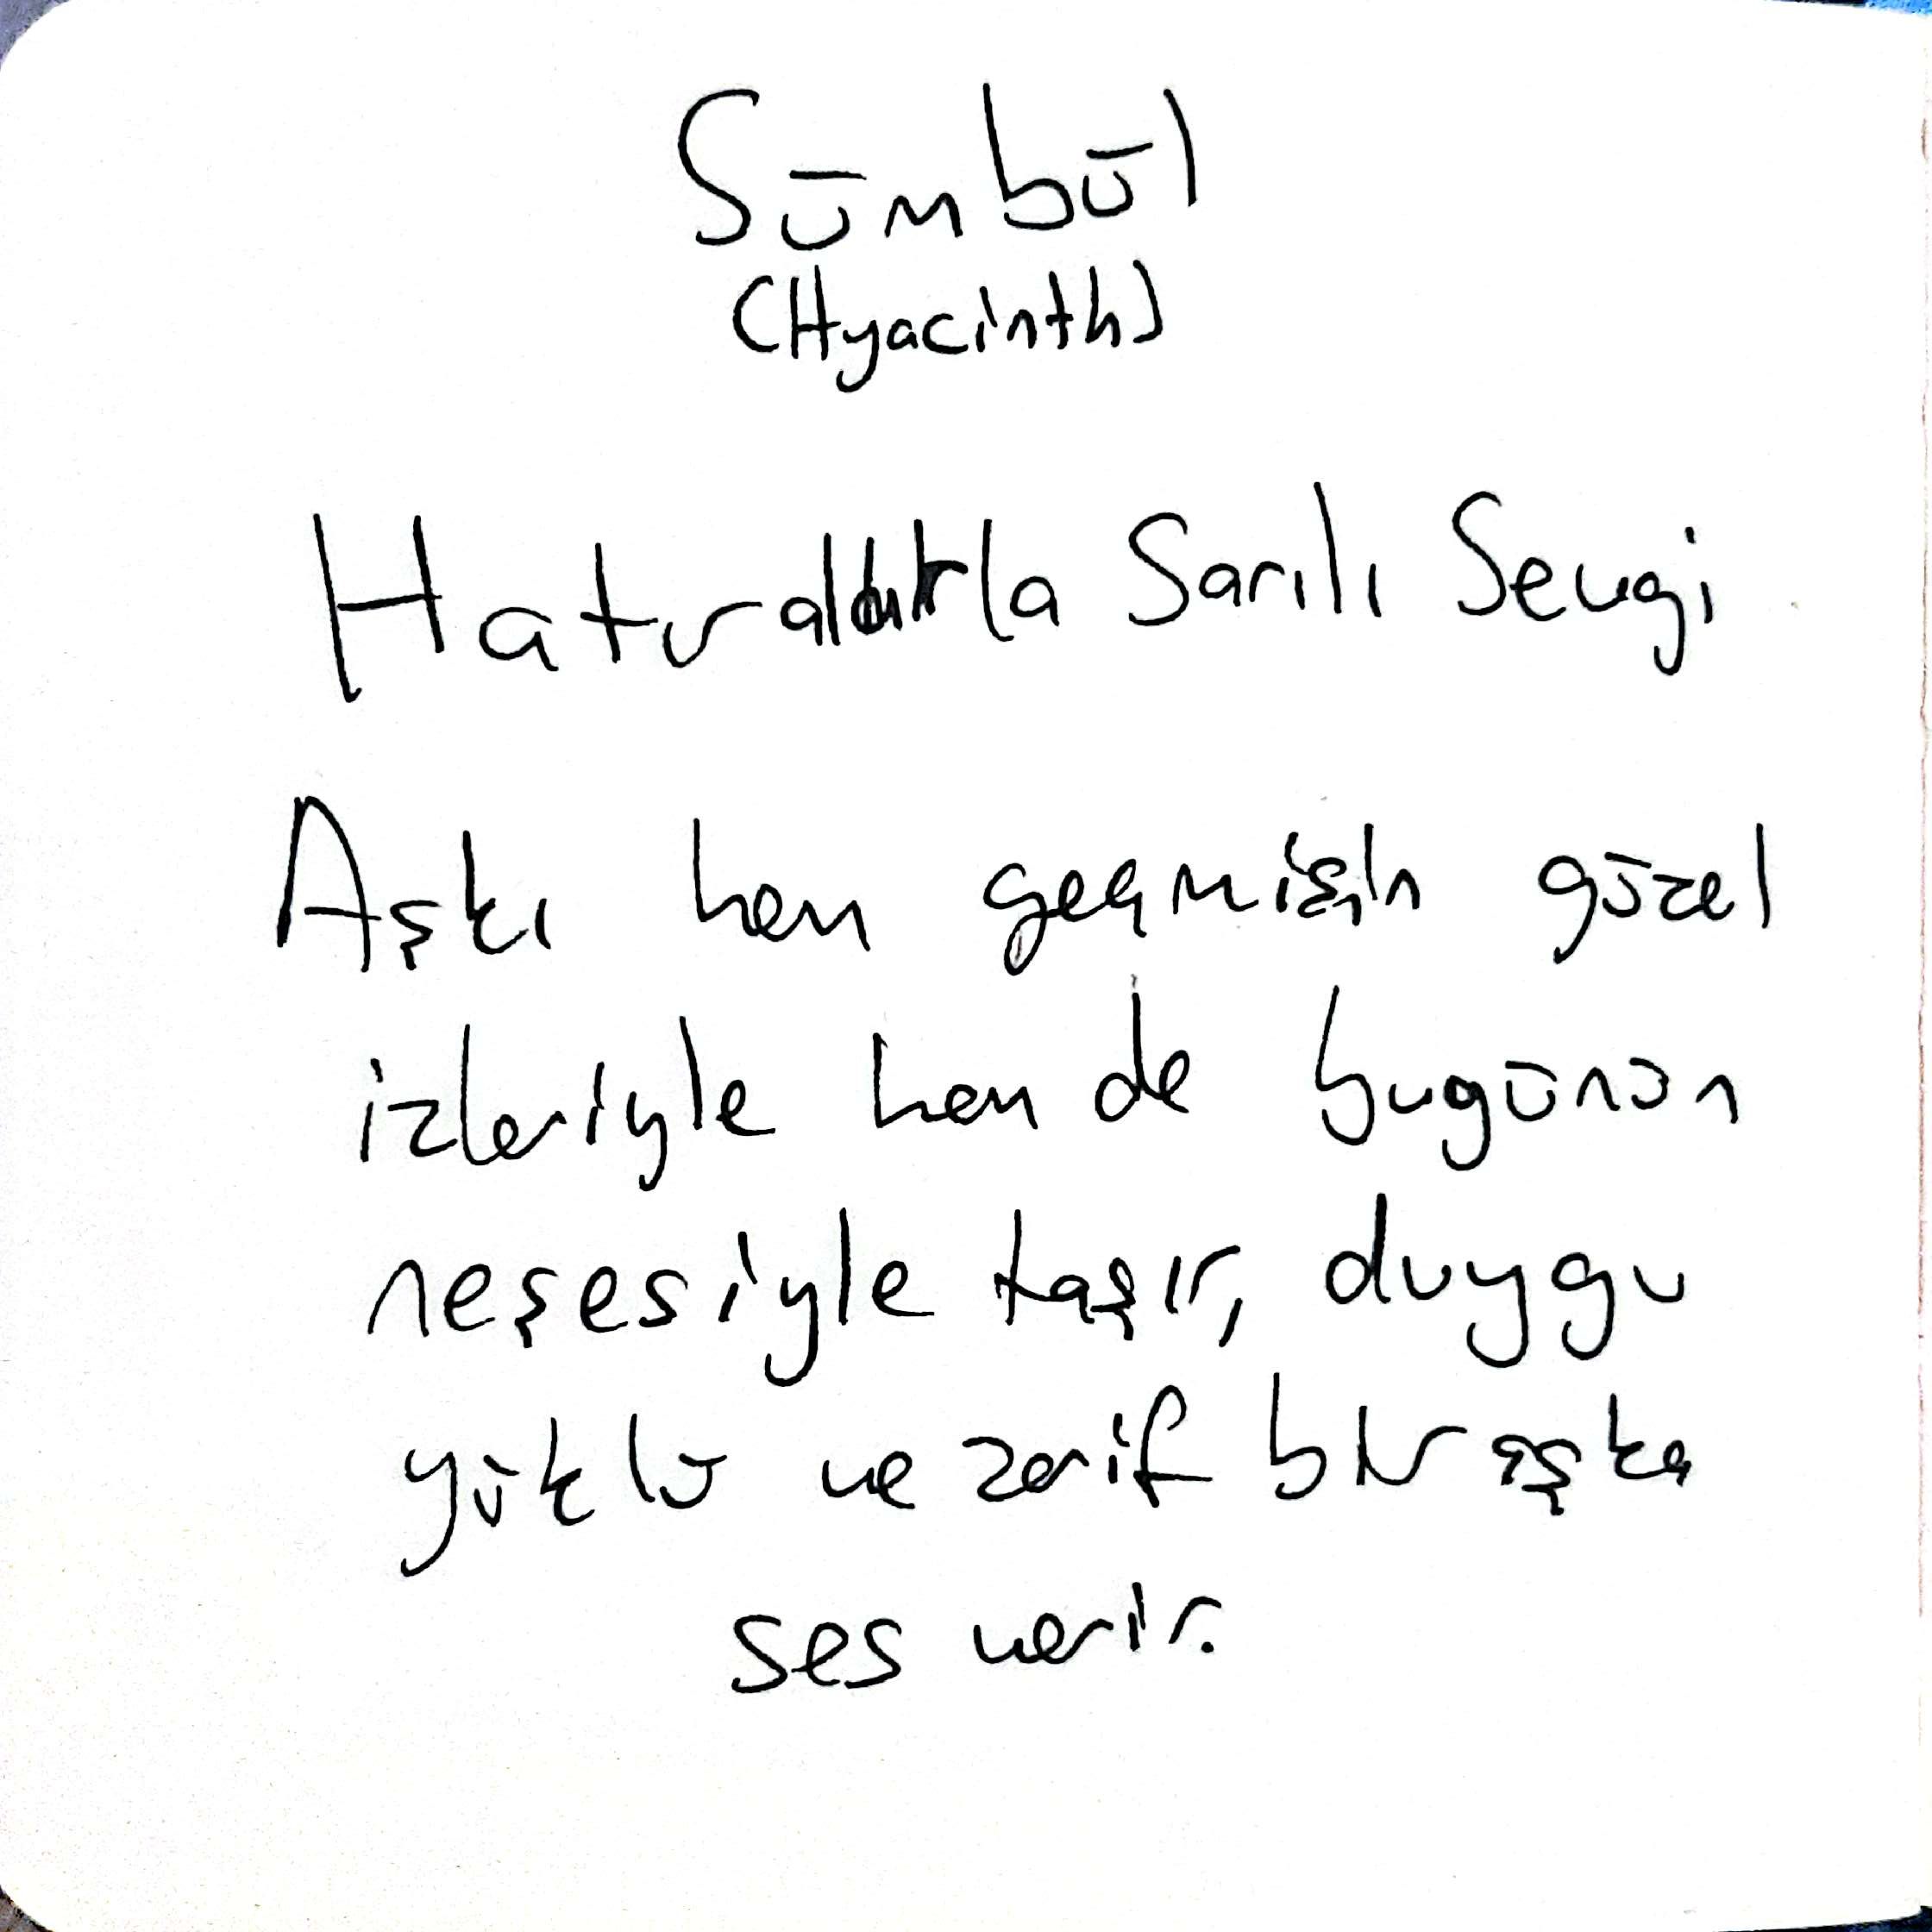 Sümbül
(Hyacinth)
Sarılı Sevgi
Aşkı hem geçmişin güzel
izleriyle hem de bugünün
neşesiyle taşır, duygu
yüklü ve zarif bir aşka
ses verir.